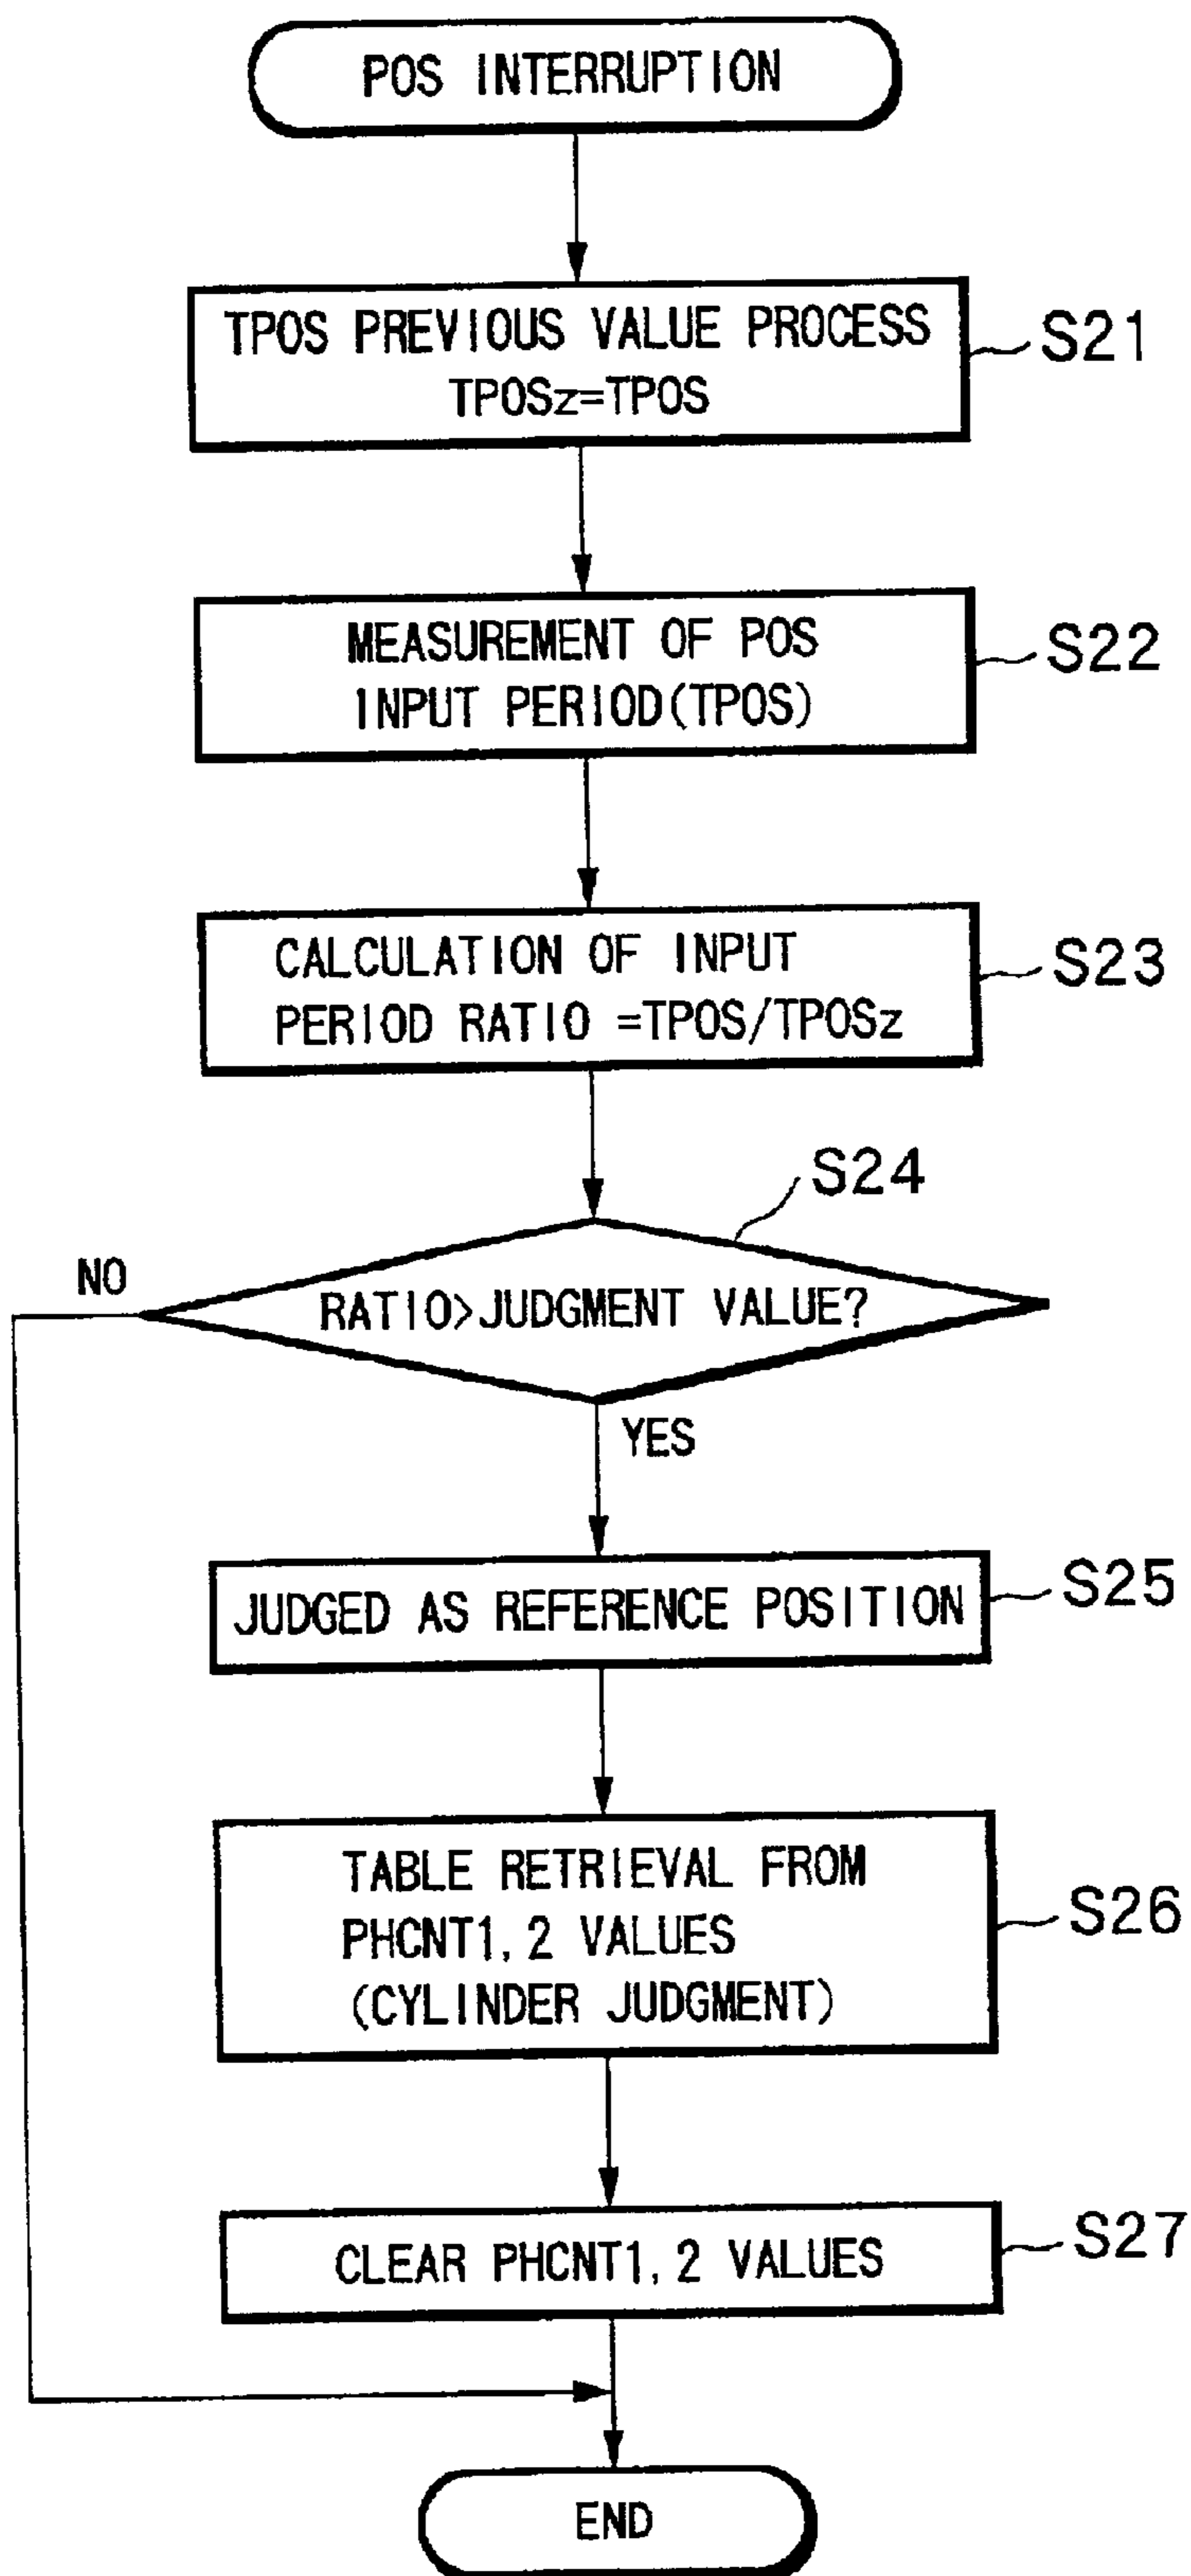 POS INTERRUPTION
TPOS PREVIOUS VALUE PROCESS
TPOSz=TPOS
S21
MEASUREMENT OF POS
INPUT PERIOD(TPOS)
S22
CALCULATION OF INPUT
PERIOD RATIO =TPOS/TPOSz
S23
S24
RATIO>JUDGMENT VALUE?
NO
YES
JUDGED AS REFERENCE POSITION
S25
TABLE RETRIEVAL FROM
PHCNT1,2 VALUES
(CYLINDER JUDGMENT)
S26
CLEAR PHCNT1,2 VALUES
S27
END